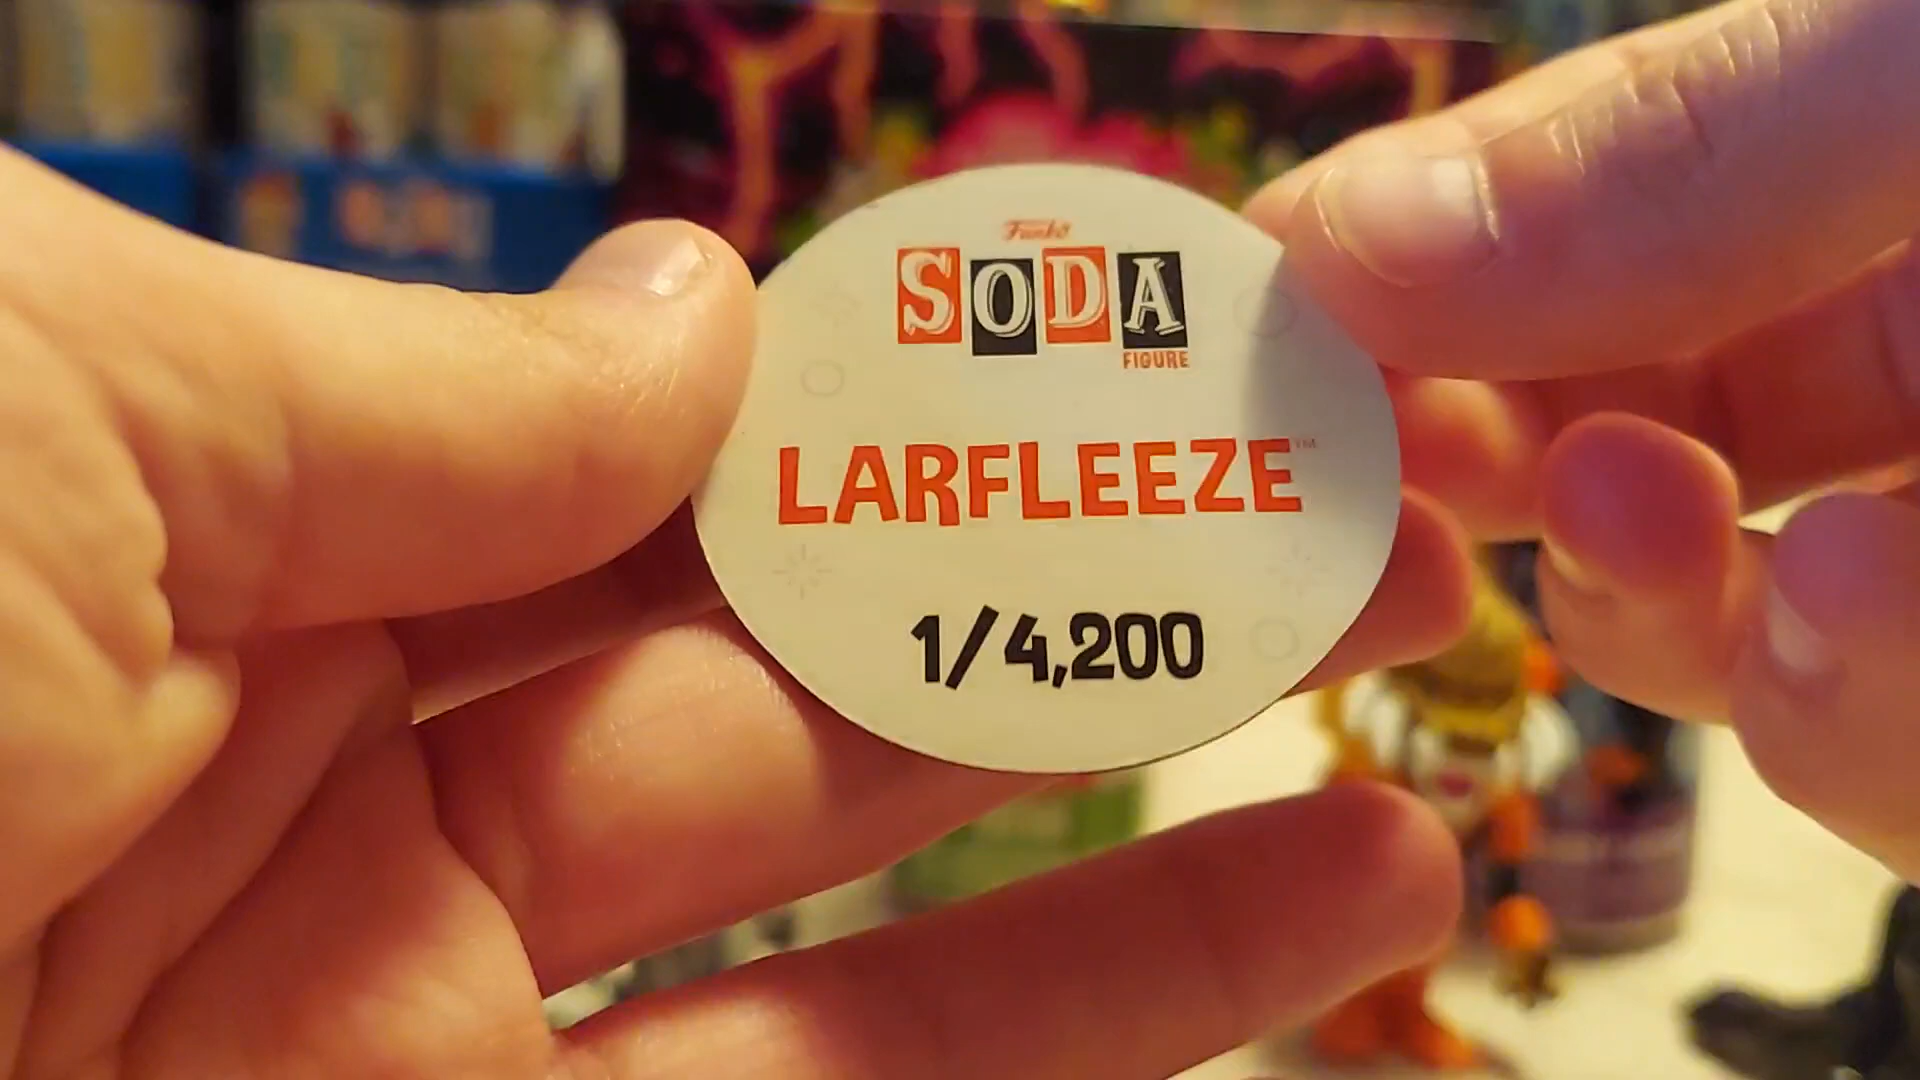 Funko
SODA
FIGURE
LARFLEEZE™
1/4,200